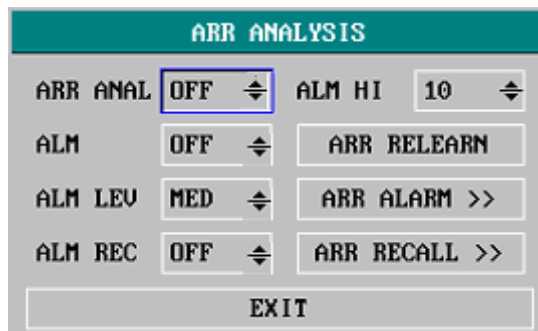 ARR ANALYSIS
ARR ANAL OFF ALM HI 10
ALM OFF ARR RELEARN
ALM LEV MED ARR ALARM >>
ALM REC OFF ARR RECALL >>
EXIT